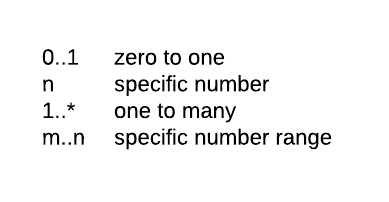 0..1 zero to one
n specific number
1..* one to many
m..n specific number range